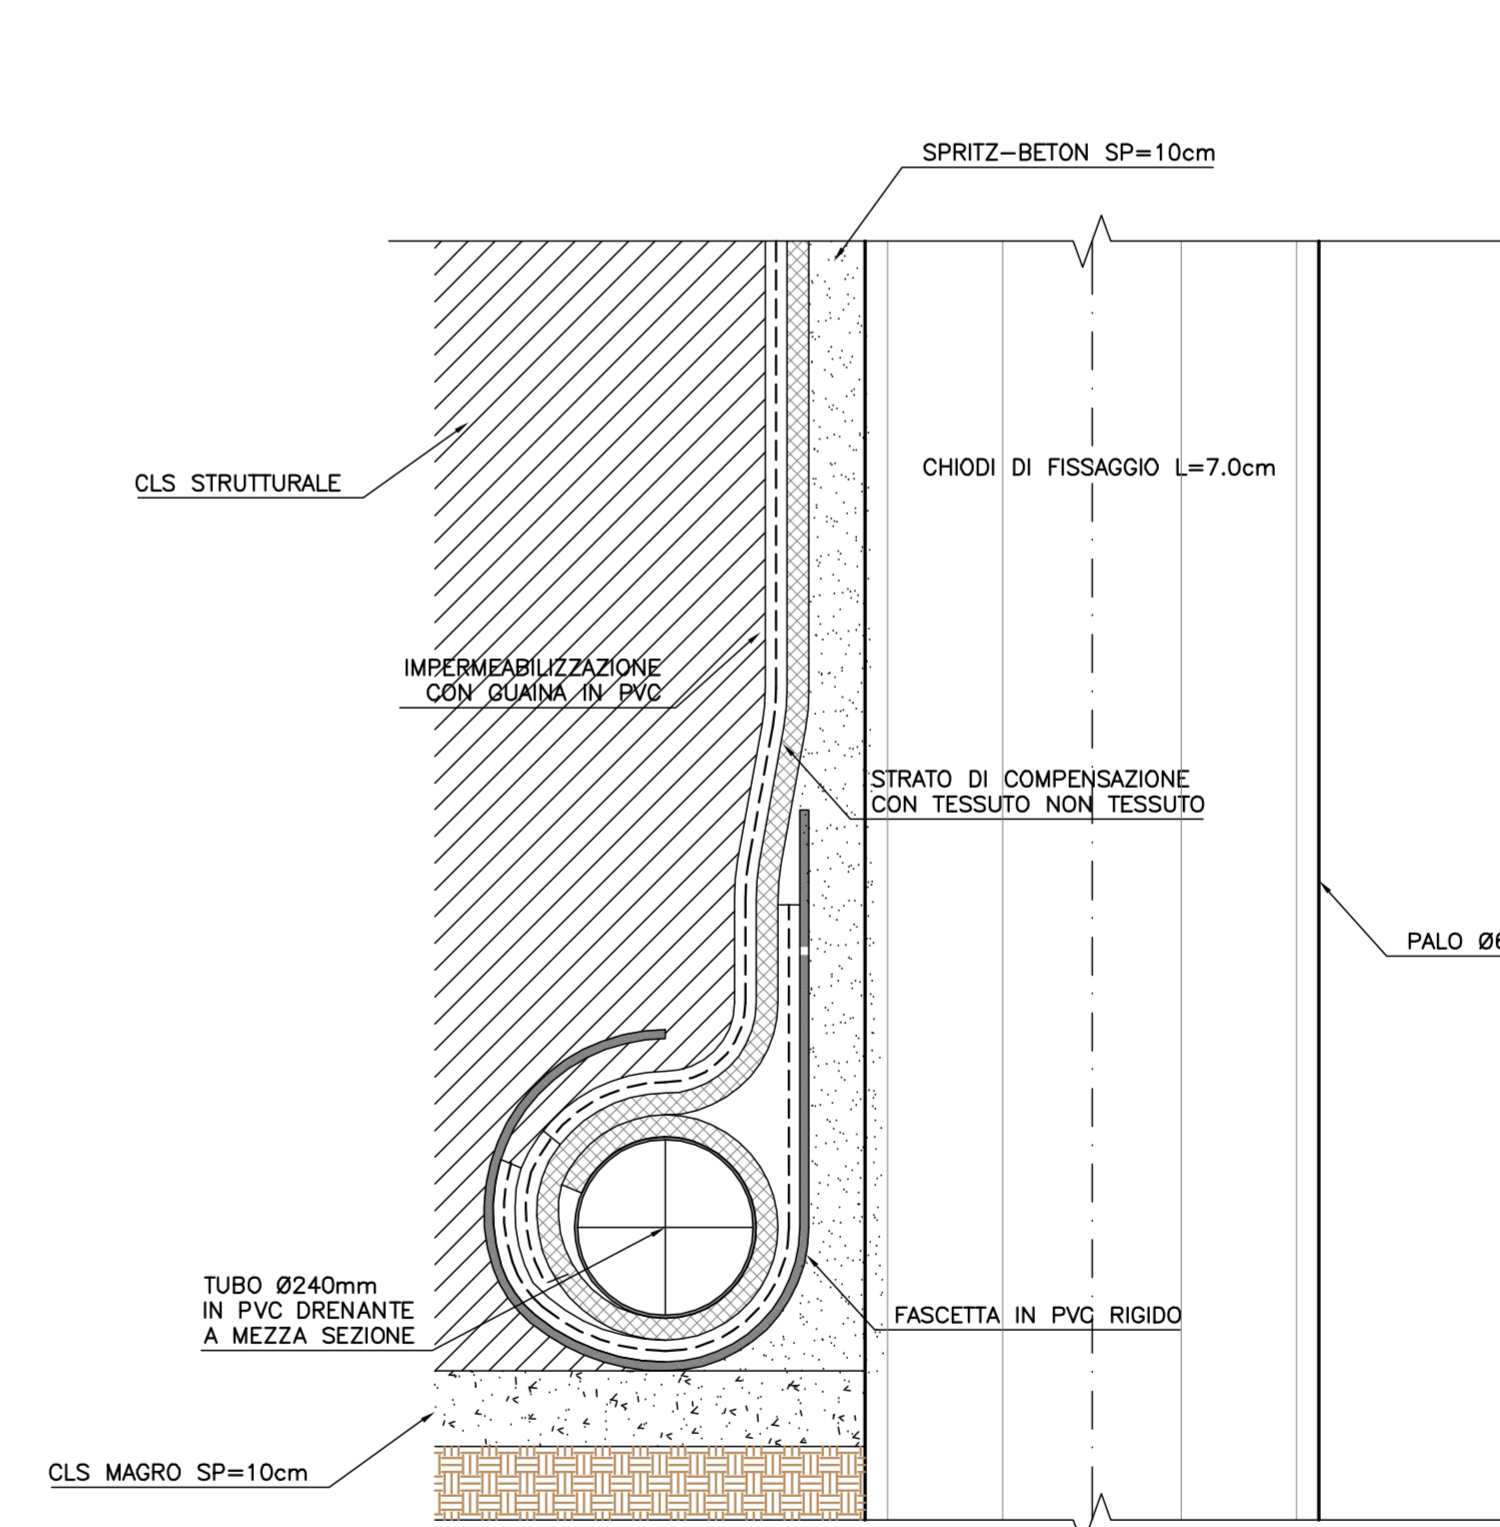 SPRITZ-BETON SP=10cm
CHIODI DI FISSAGGIO L=7.0cm
CLS STRUTTURALE
IMPERMEABILIZZAZIONE
CON GUAINA IN PVC
STRATO DI COMPENSAZIONE
CON TESSUTO NON TESSUTO
PALO Ø6
TUBO Ø240mm
IN PVC DRENANTE
A MEZZA SEZIONE
FASCETTA IN PVC RIGIDO
CLS MAGRO SP=10cm